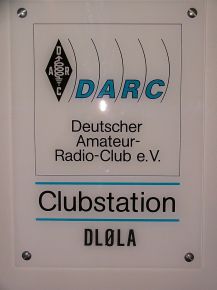 D
A R
C
DARC
Deutscher
Amateur-
Radio-Club e.V.
Clubstation
DLØLA